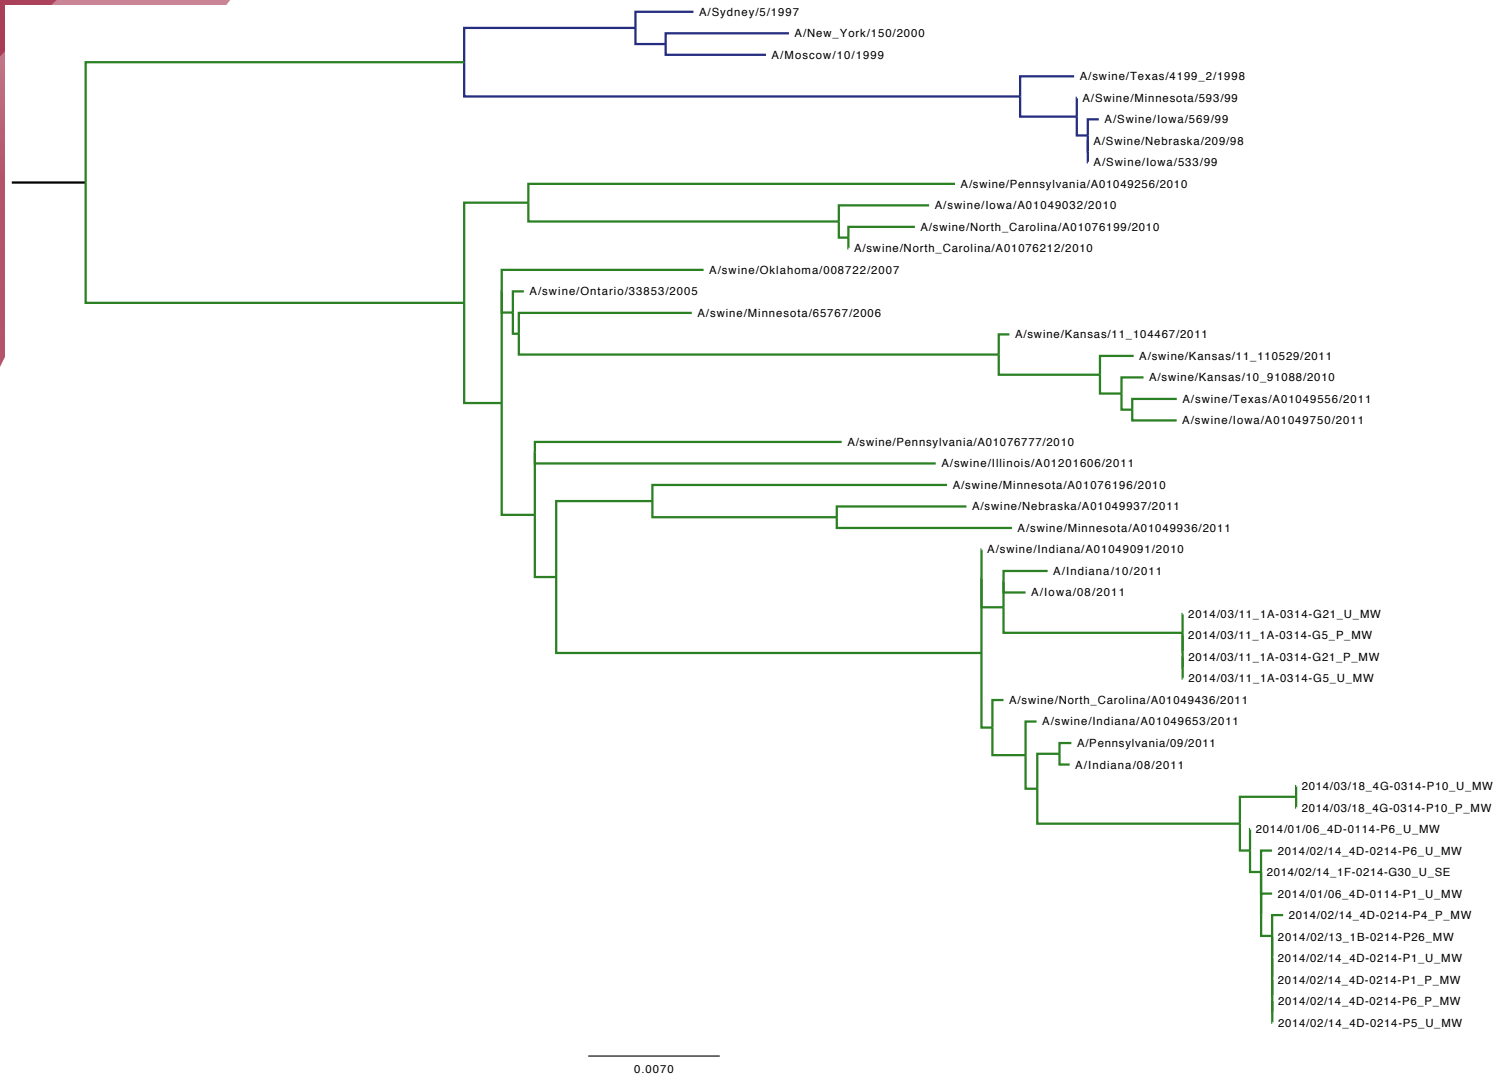 A/Sydney/5/1997
A/New_York/150/2000
A/Moscow/10/1999
A/swine/Texas/4199_2/1998
A/Swine/Minnesota/593/99
A/Swine/Iowa/569/99
A/Swine/Nebraska/209/98
A/Swine/Iowa/533/99
A/swine/Pennsylvania/A01049256/2010
A/swine/Iowa/A01049032/2010
A/swine/North_Carolina/A01076199/2010
A/swine/North_Carolina/A01076212/2010
A/swine/Oklahoma/008722/2007
A/swine/Ontario/33853/2005
A/swine/Minnesota/65767/2006
A/swine/Kansas/11_104467/2011
A/swine/Kansas/11_110529/2011
A/swine/Kansas/10_91088/2010
A/swine/Texas/A01049556/2011
A/swine/Iowa/A01049750/2011
A/swine/Pennsylvania/A01076777/2010
A/swine/Illinois/A01201606/2011
A/swine/Minnesota/A01076196/2010
A/swine/Nebraska/A01049937/2011
A/swine/Minnesota/A01049936/2011
A/swine/Indiana/A01049091/2010
A/Indiana/10/2011
A/Iowa/08/2011
2014/03/11_1A-0314-G21_U_MW
2014/03/11_1A-0314-G5_P_MW
2014/03/11_1A-0314-G21_P_MW
2014/03/11_1A-0314-G5_U_MW
A/swine/North_Carolina/A01049436/2011
A/swine/Indiana/A01049653/2011
A/Pennsylvania/09/2011
A/Indiana/08/2011
2014/03/18_4G-0314-P10_U_MW
2014/03/18_4G-0314-P10_P_MW
2014/01/06_4D-0114-P6_U_MW
2014/02/14_4D-0214-P6_U_MW
2014/02/14_1F-0214-G30_U_SE
2014/01/06_4D-0114-P1_U_MW
2014/02/14_4D-0214-P4_P_MW
2014/02/13_1B-0214-P26_MW
2014/02/14_4D-0214-P1_U_MW
2014/02/14_4D-0214-P1_P_MW
2014/02/14_4D-0214-P6_P_MW
2014/02/14_4D-0214-P5_U_MW
0.0070